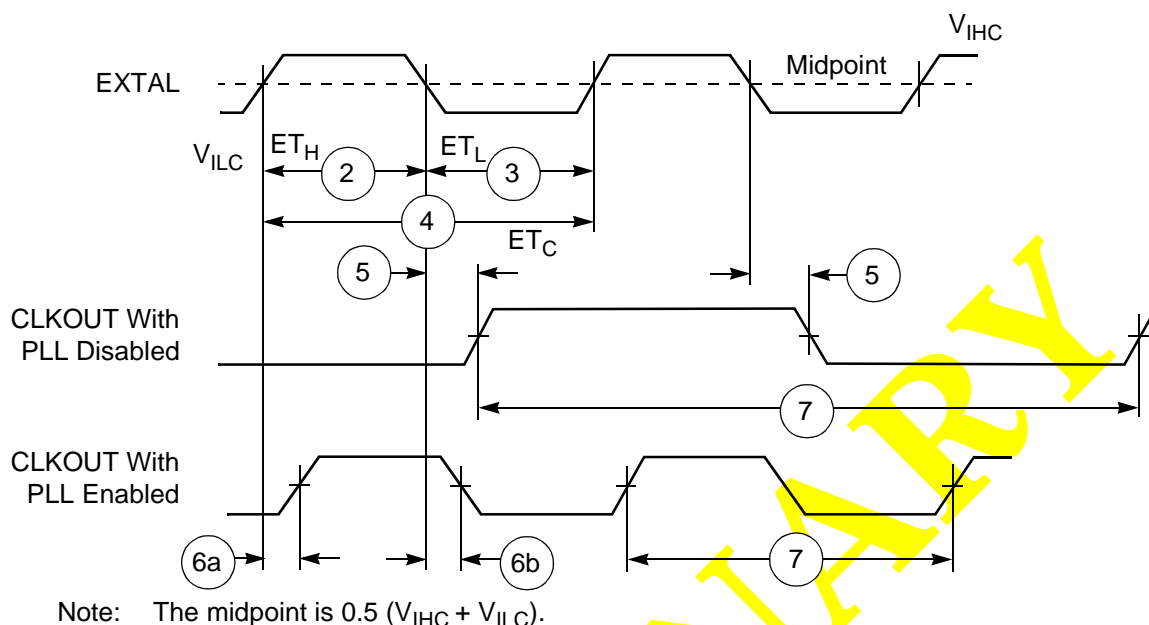 V_IHC
EXTAL
Midpoint
V_ILC
ET_H
2
ET_L
3
4
ET_C
5
5
CLKOUT With
PLL Disabled
7
CLKOUT With
PLL Enabled
6a
6b
7
Note: The midpoint is 0.5 (V_IHC + V_ILC).
NARY